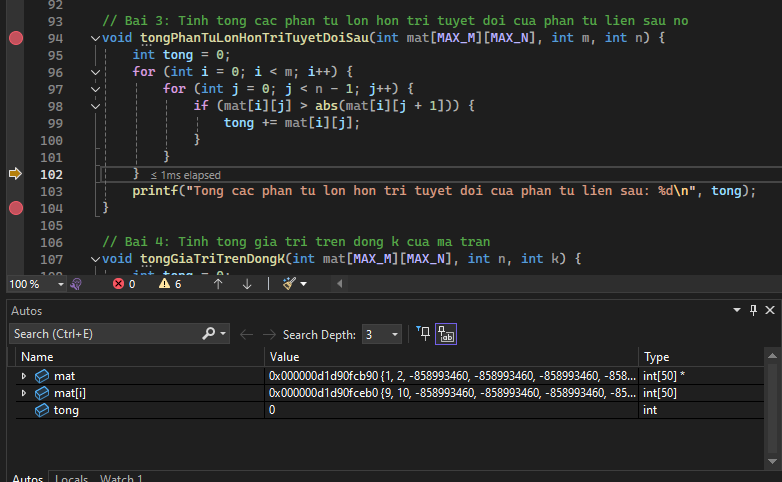 92
93 // Bai 3: Tinh tong cac phan tu lon hon tri tuyet doi cua phan tu lien sau no
94 void tongPhanTuLonHonTriTuyetDoiSau(int mat[MAX_M][MAX_N], int m, int n) {
95 int tong = 0;
96 for (int i = 0; i < m; i++) {
97 for (int j = 0; j < n - 1; j++) {
98 if (mat[i][j] > abs(mat[i][j + 1])) {
99 tong += mat[i][j];
100 }
101 }
102 } ≤ 1ms elapsed
103 printf("Tong cac phan tu lon hon tri tuyet doi cua phan tu lien sau: %d\n", tong);
104 }
105
106 // Bai 4: Tinh tong gia tri tren dong k cua ma tran
107 void tongGiaTriTrenDongK(int mat[MAX_M][MAX_N], int n, int k) {
108 int tong = 0;
100 % 0 6
Autos
Search (Ctrl+E) Search Depth: 3
Name Value Type
mat 0x000000d1d90fcb90 {1, 2, -858993460, -858993460, -858993460, -858... int[50] *
mat[i] 0x000000d1d90fceb0 {9, 10, -858993460, -858993460, -858993460, -85... int[50]
tong 0 int
Autos Locals Watch 1